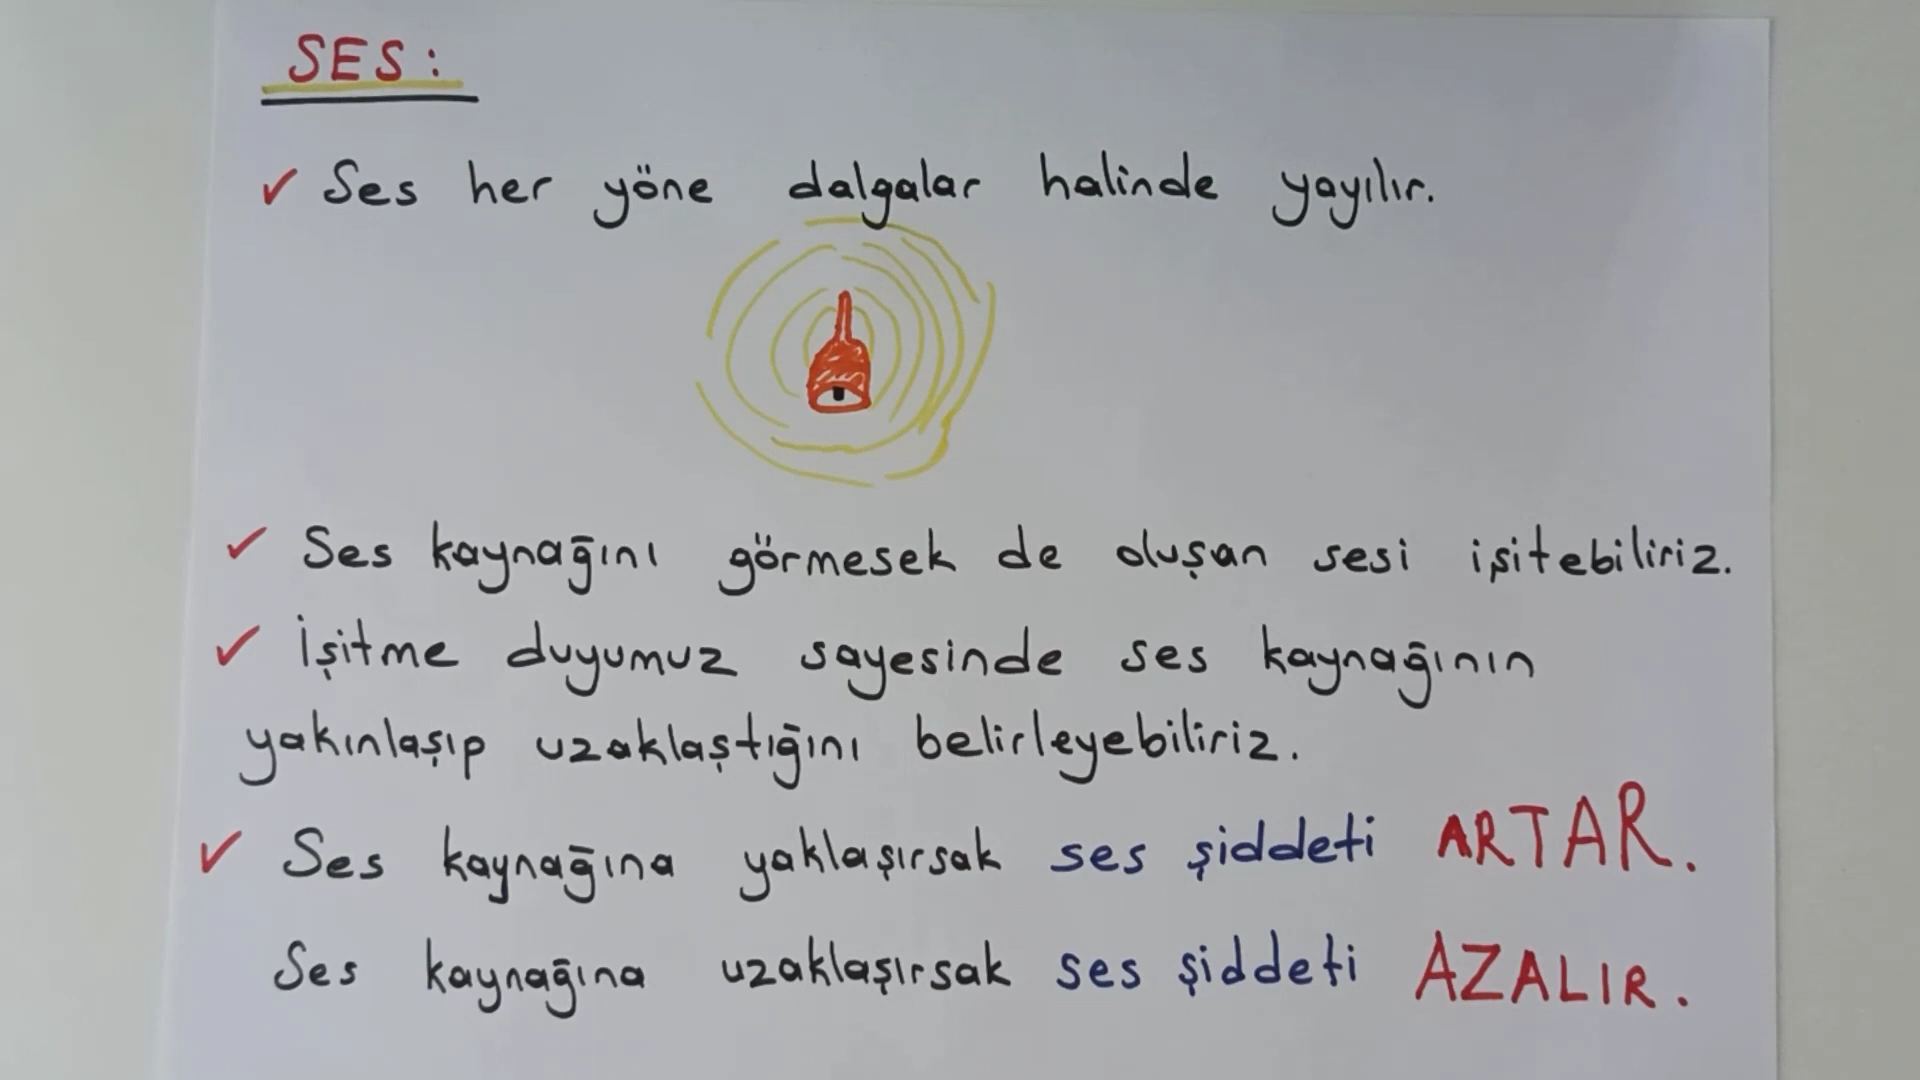 SES:
Ses her yöne dalgalar halinde yayılır.
Ses kaynağını görmesek de oluşan sesi işitebiliriz.
İşitme duyumuz sayesinde ses kaynağının
yakınlaşıp uzaklaştığını belirleyebiliriz.
Ses kaynağına yaklaşırsak ses şiddeti ARTAR.
Ses kaynağına uzaklaşırsak ses şiddeti AZALIR.